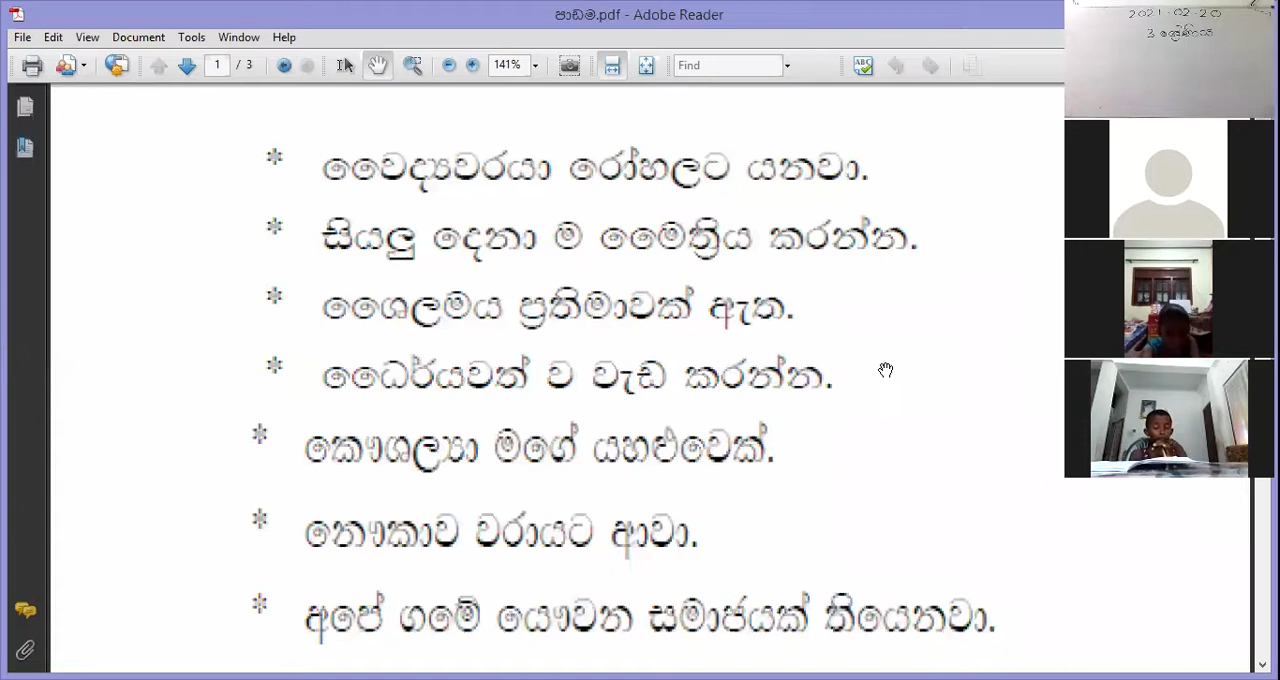 පාඩම.pdf - Adobe Reader
File Edit View Document Tools Window Help
1 / 3 141% Find
* වෛද්‍යවරයා රෝහලට යනවා.
* සියලු දෙනා ම මෛත්‍රිය කරන්න.
* ශෛලමය ප්‍රතිමාවක් ඇත.
* ධෛර්යවත් ව වැඩ කරන්න.
* කෞශල්‍යා මගේ යහළුවෙක්.
* නෞකාව වරායට ආවා.
* අපේ ගමේ යෞවන සමාජයක් තියෙනවා.
2021-02-20
3 ශ්‍රේණිය